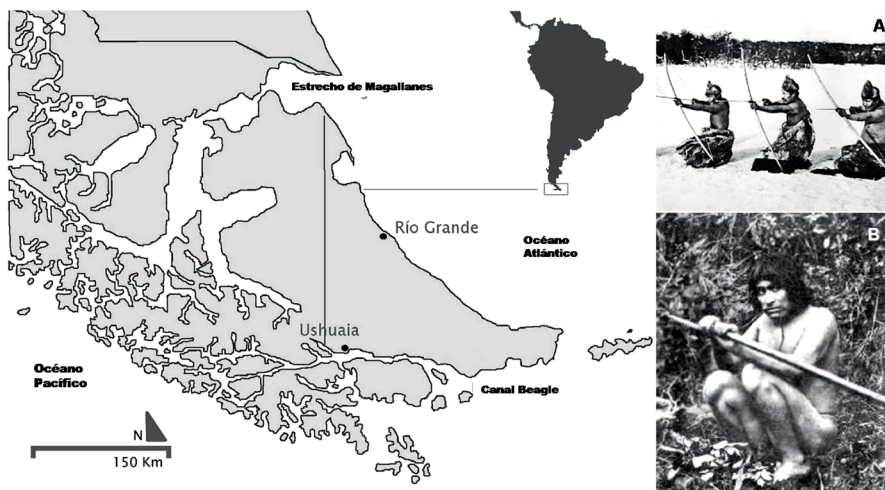 Estrecho de Magallanes
Río Grande
Océano
Atlántico
Ushuaia
Océano
Pacífico
Canal Beagle
N
150 Km
A
B